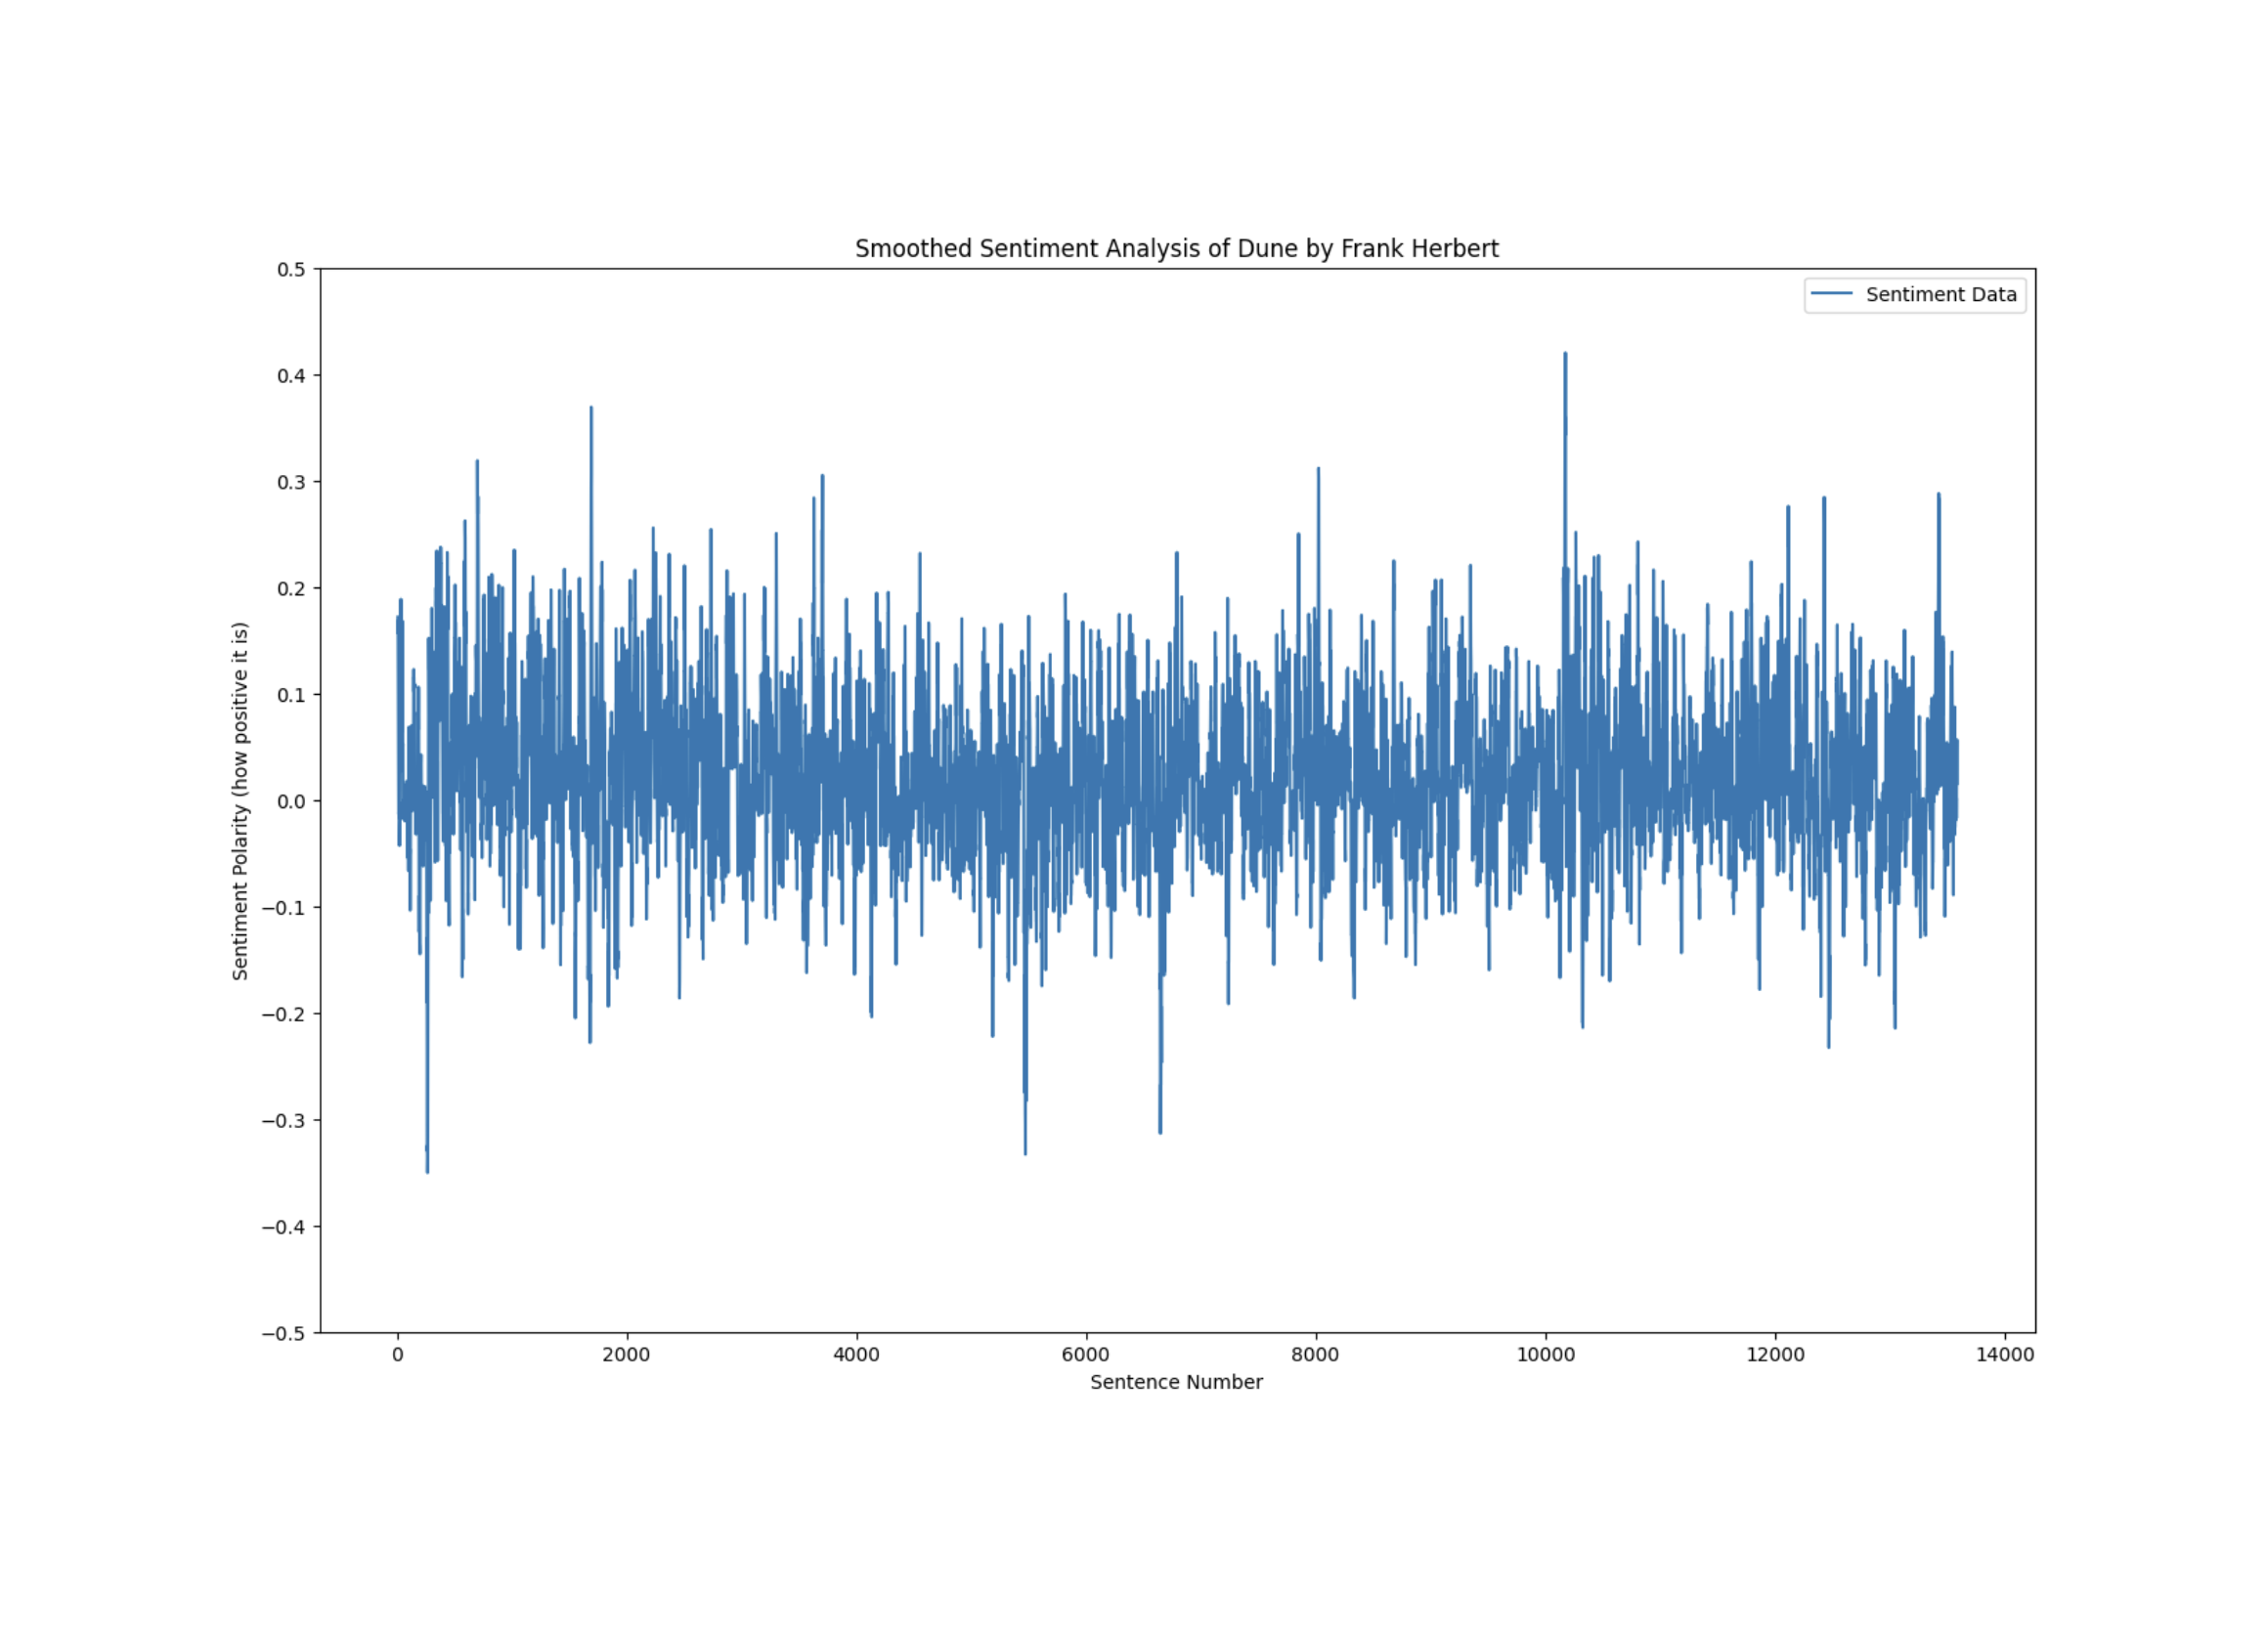 Smoothed Sentiment Analysis of Dune by Frank Herbert
Sentiment Data
Sentiment Polarity (how positive it is)
0.5
0.4
0.3
0.2
0.1
0.0
−0.1
−0.2
−0.3
−0.4
−0.5
0 2000 4000 6000 8000 10000 12000 14000
Sentence Number